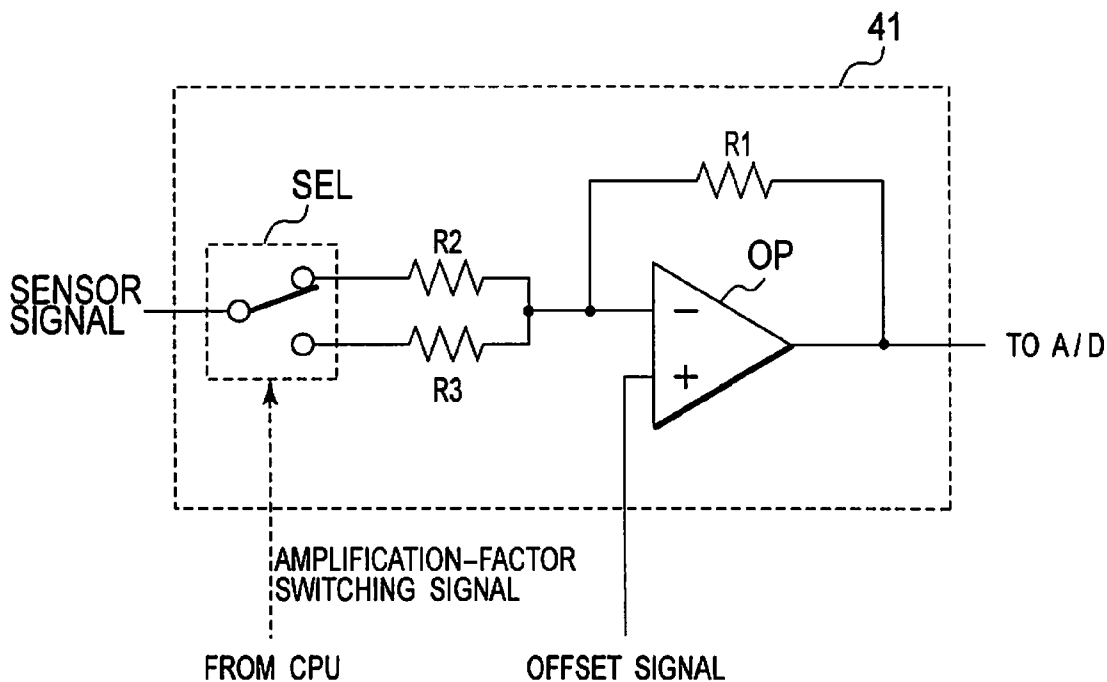 41
R1
SEL
R2
OP
SENSOR
SIGNAL
−
TO A/D
+
R3
AMPLIFICATION–FACTOR
SWITCHING SIGNAL
FROM CPU
OFFSET SIGNAL